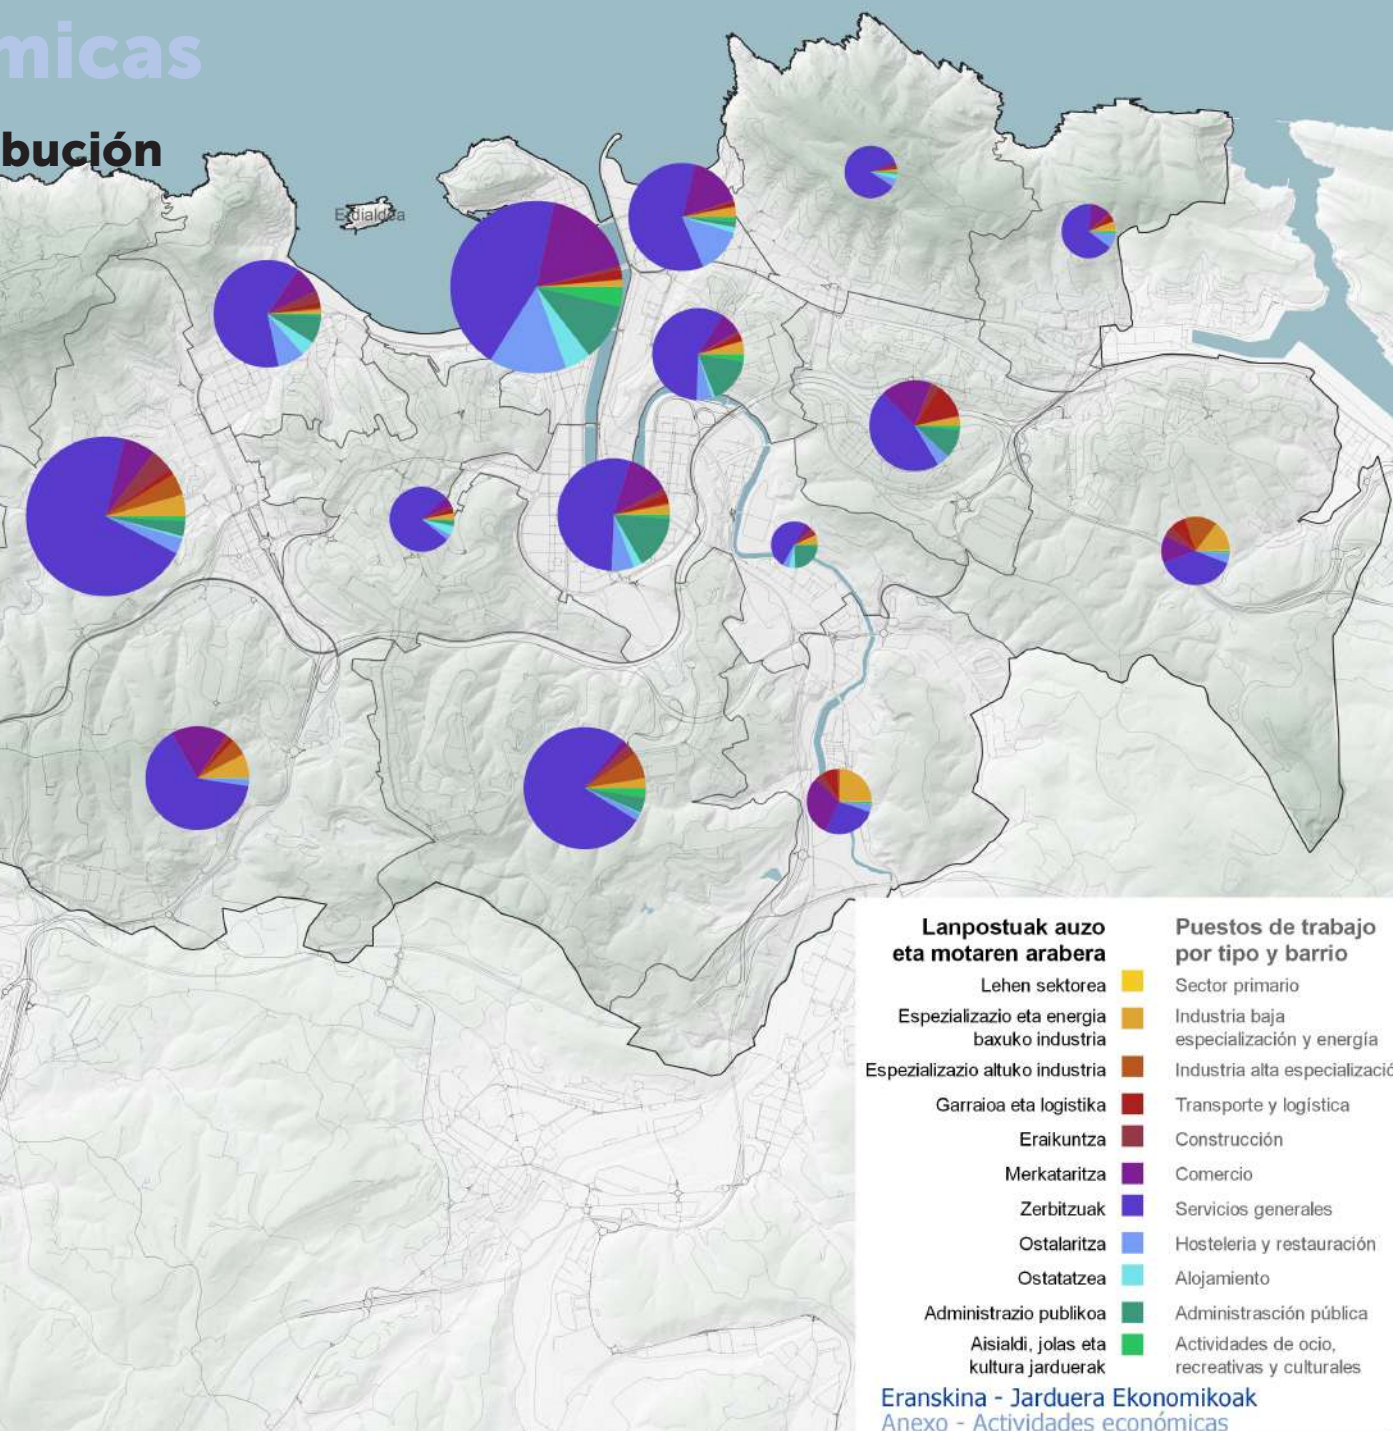 micas
bución
Erdialdea
Lanpostuak auzo
eta motaren arabera
Puestos de trabajo
por tipo y barrio
Lehen sektorea
Sector primario
Espezializazio eta energia
baxuko industria
Industria baja
especialización y energía
Espezializazio altuko industria
Industria alta especializació
Garraioa eta logistika
Transporte y logística
Eraikuntza
Construcción
Merkataritza
Comercio
Zerbitzuak
Servicios generales
Ostalaritza
Hosteleria y restauración
Ostatatzea
Alojamiento
Administrazio publikoa
Administrasción pública
Aisialdi, jolas eta
kultura jarduerak
Actividades de ocio,
recreativas y culturales
Eranskina - Jarduera Ekonomikoak
Anexo - Actividades económicas